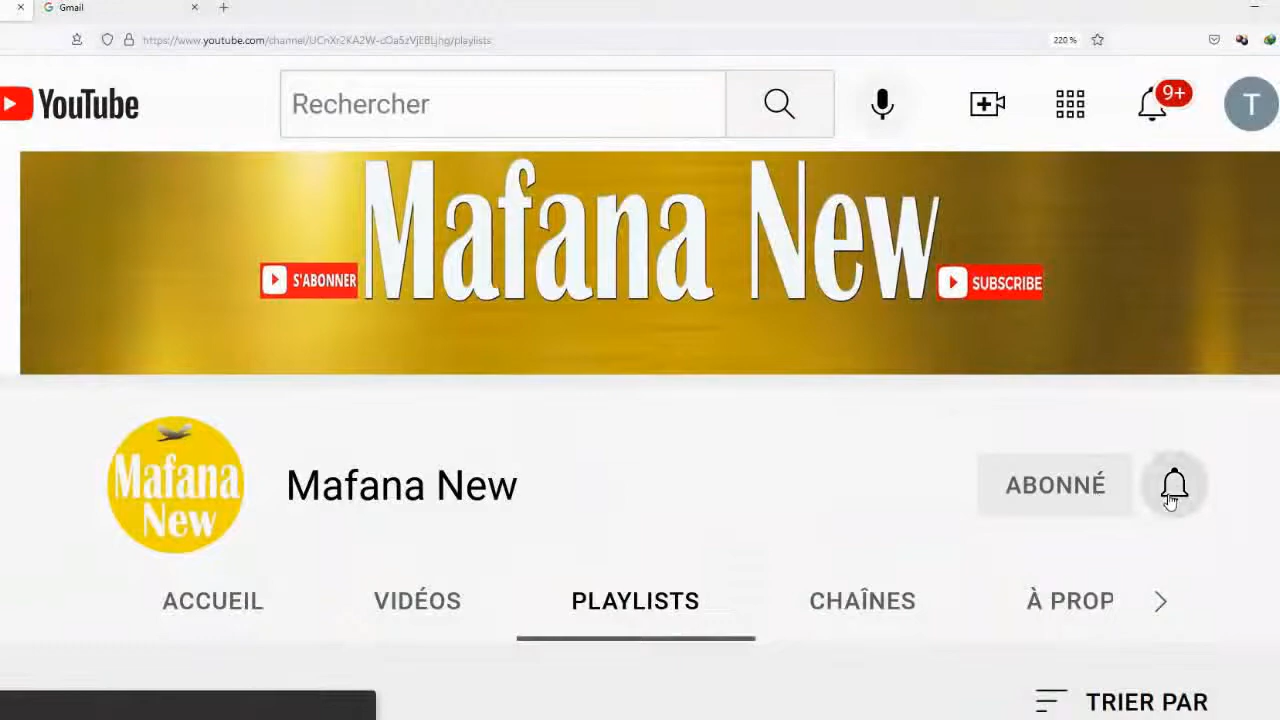 Gmail
220 %
YouTube
Rechercher
9+
T
Mafana New
S'ABONNER
SUBSCRIBE
Mafana
New
Mafana New
ABONNÉ
ACCUEIL
VIDÉOS
PLAYLISTS
CHAÎNES
À PROP
TRIER PAR